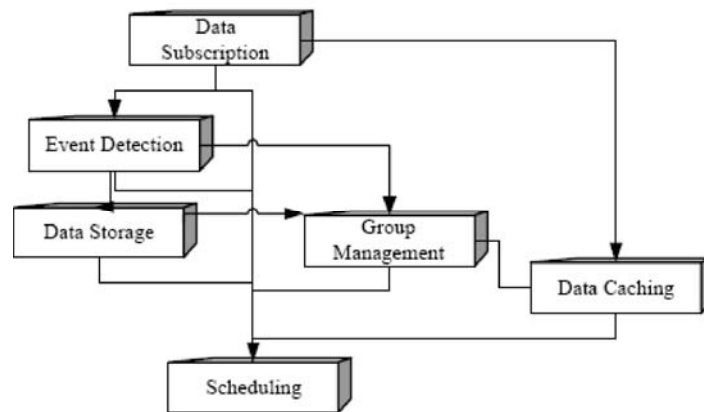 Data
Subscription
Event Detection
Data Storage
Group
Management
Data Caching
Scheduling